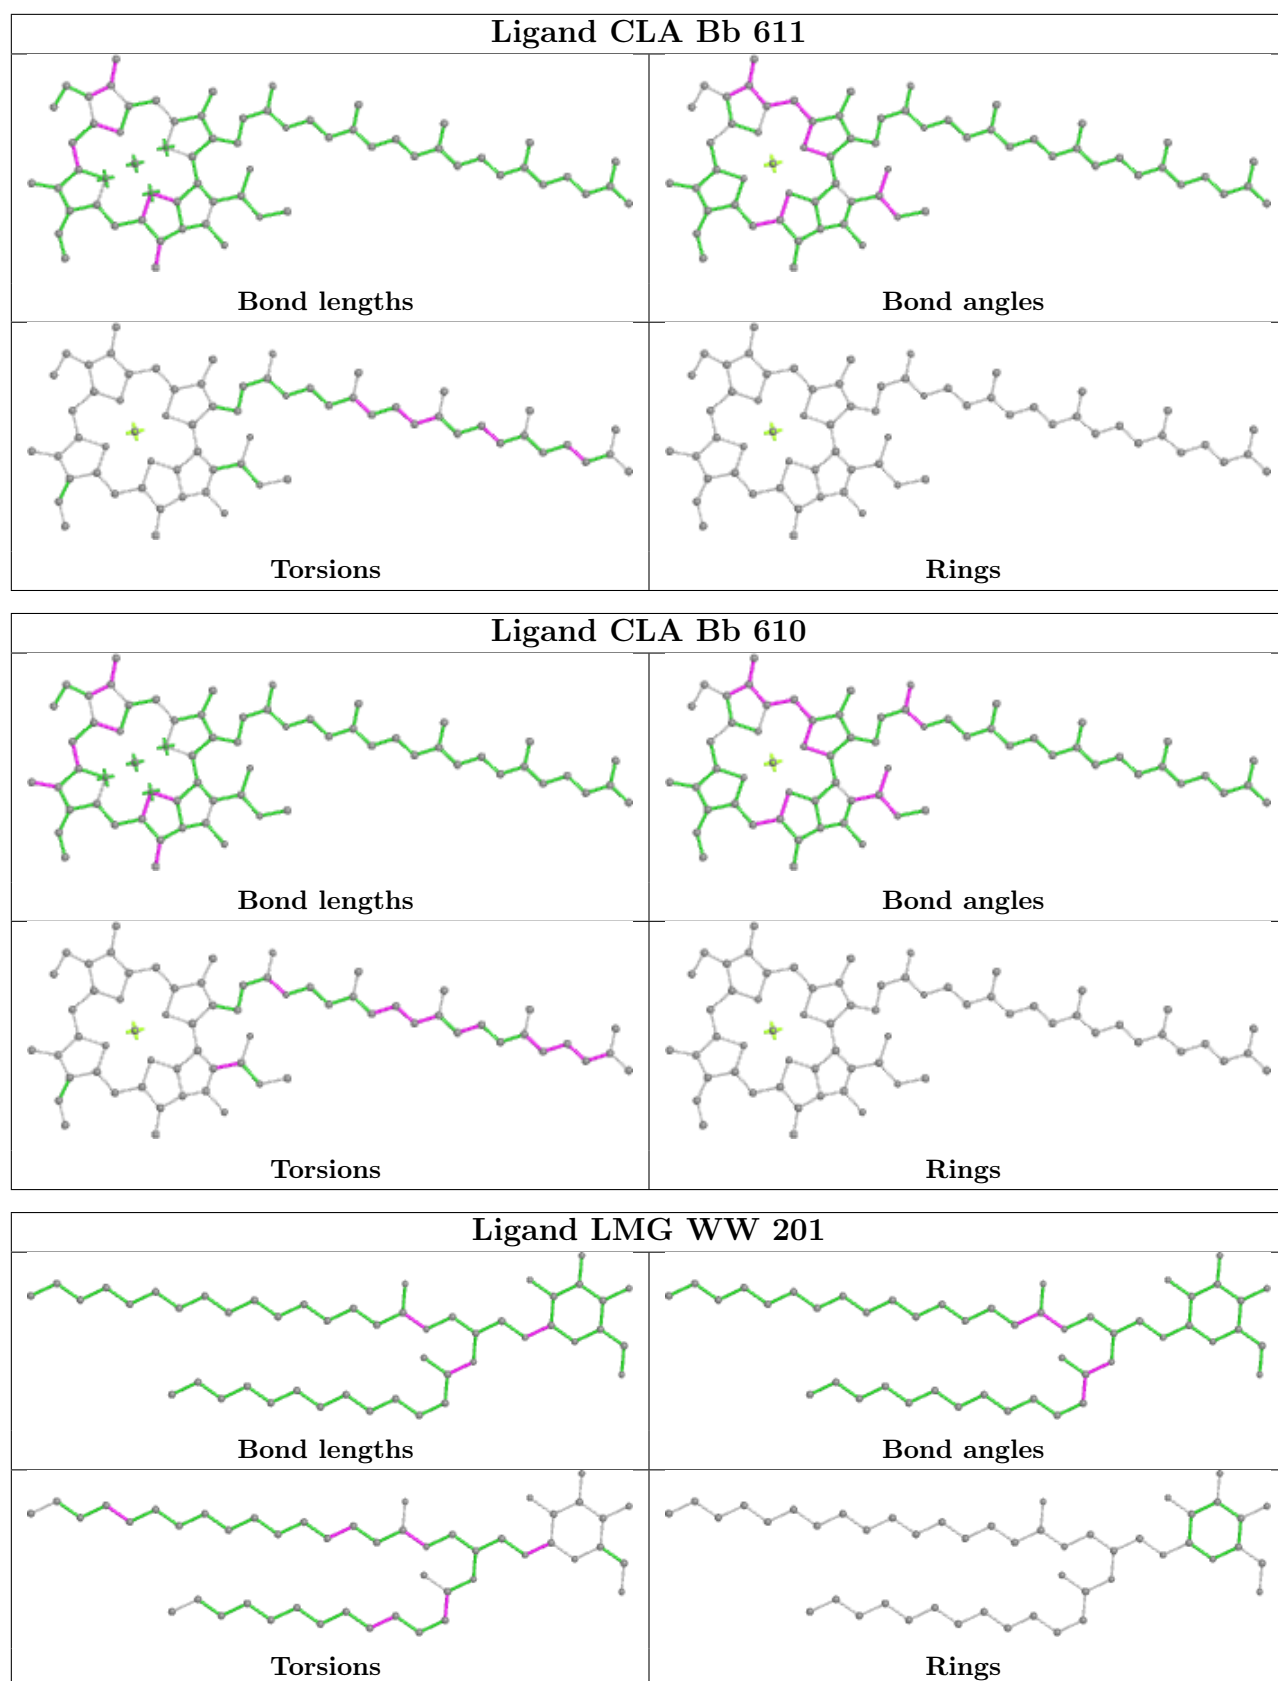 Ligand CLA Bb 611
Bond lengths
Bond angles
Torsions
Rings
Ligand CLA Bb 610
Bond lengths
Bond angles
Torsions
Rings
Ligand LMG WW 201
Bond lengths
Bond angles
Torsions
Rings